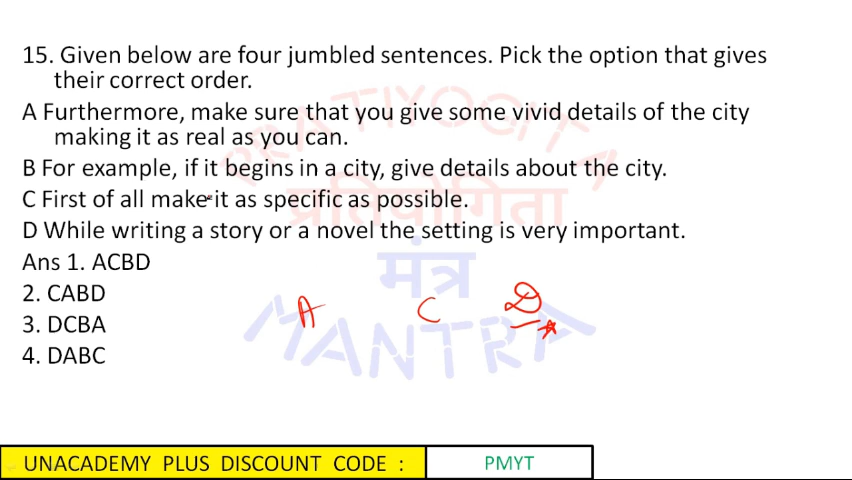 15. Given below are four jumbled sentences. Pick the option that gives
their correct order.
A Furthermore, make sure that you give some vivid details of the city
making it as real as you can.
B For example, if it begins in a city, give details about the city.
C First of all make it as specific as possible.
D While writing a story or a novel the setting is very important.
Ans 1. ACBD
2. CABD
3. DCBA
4. DABC
A C D
PRATIYOGITA
प्रतियोगिता
मंत्र
MANTRA
UNACADEMY PLUS DISCOUNT CODE : PMYT